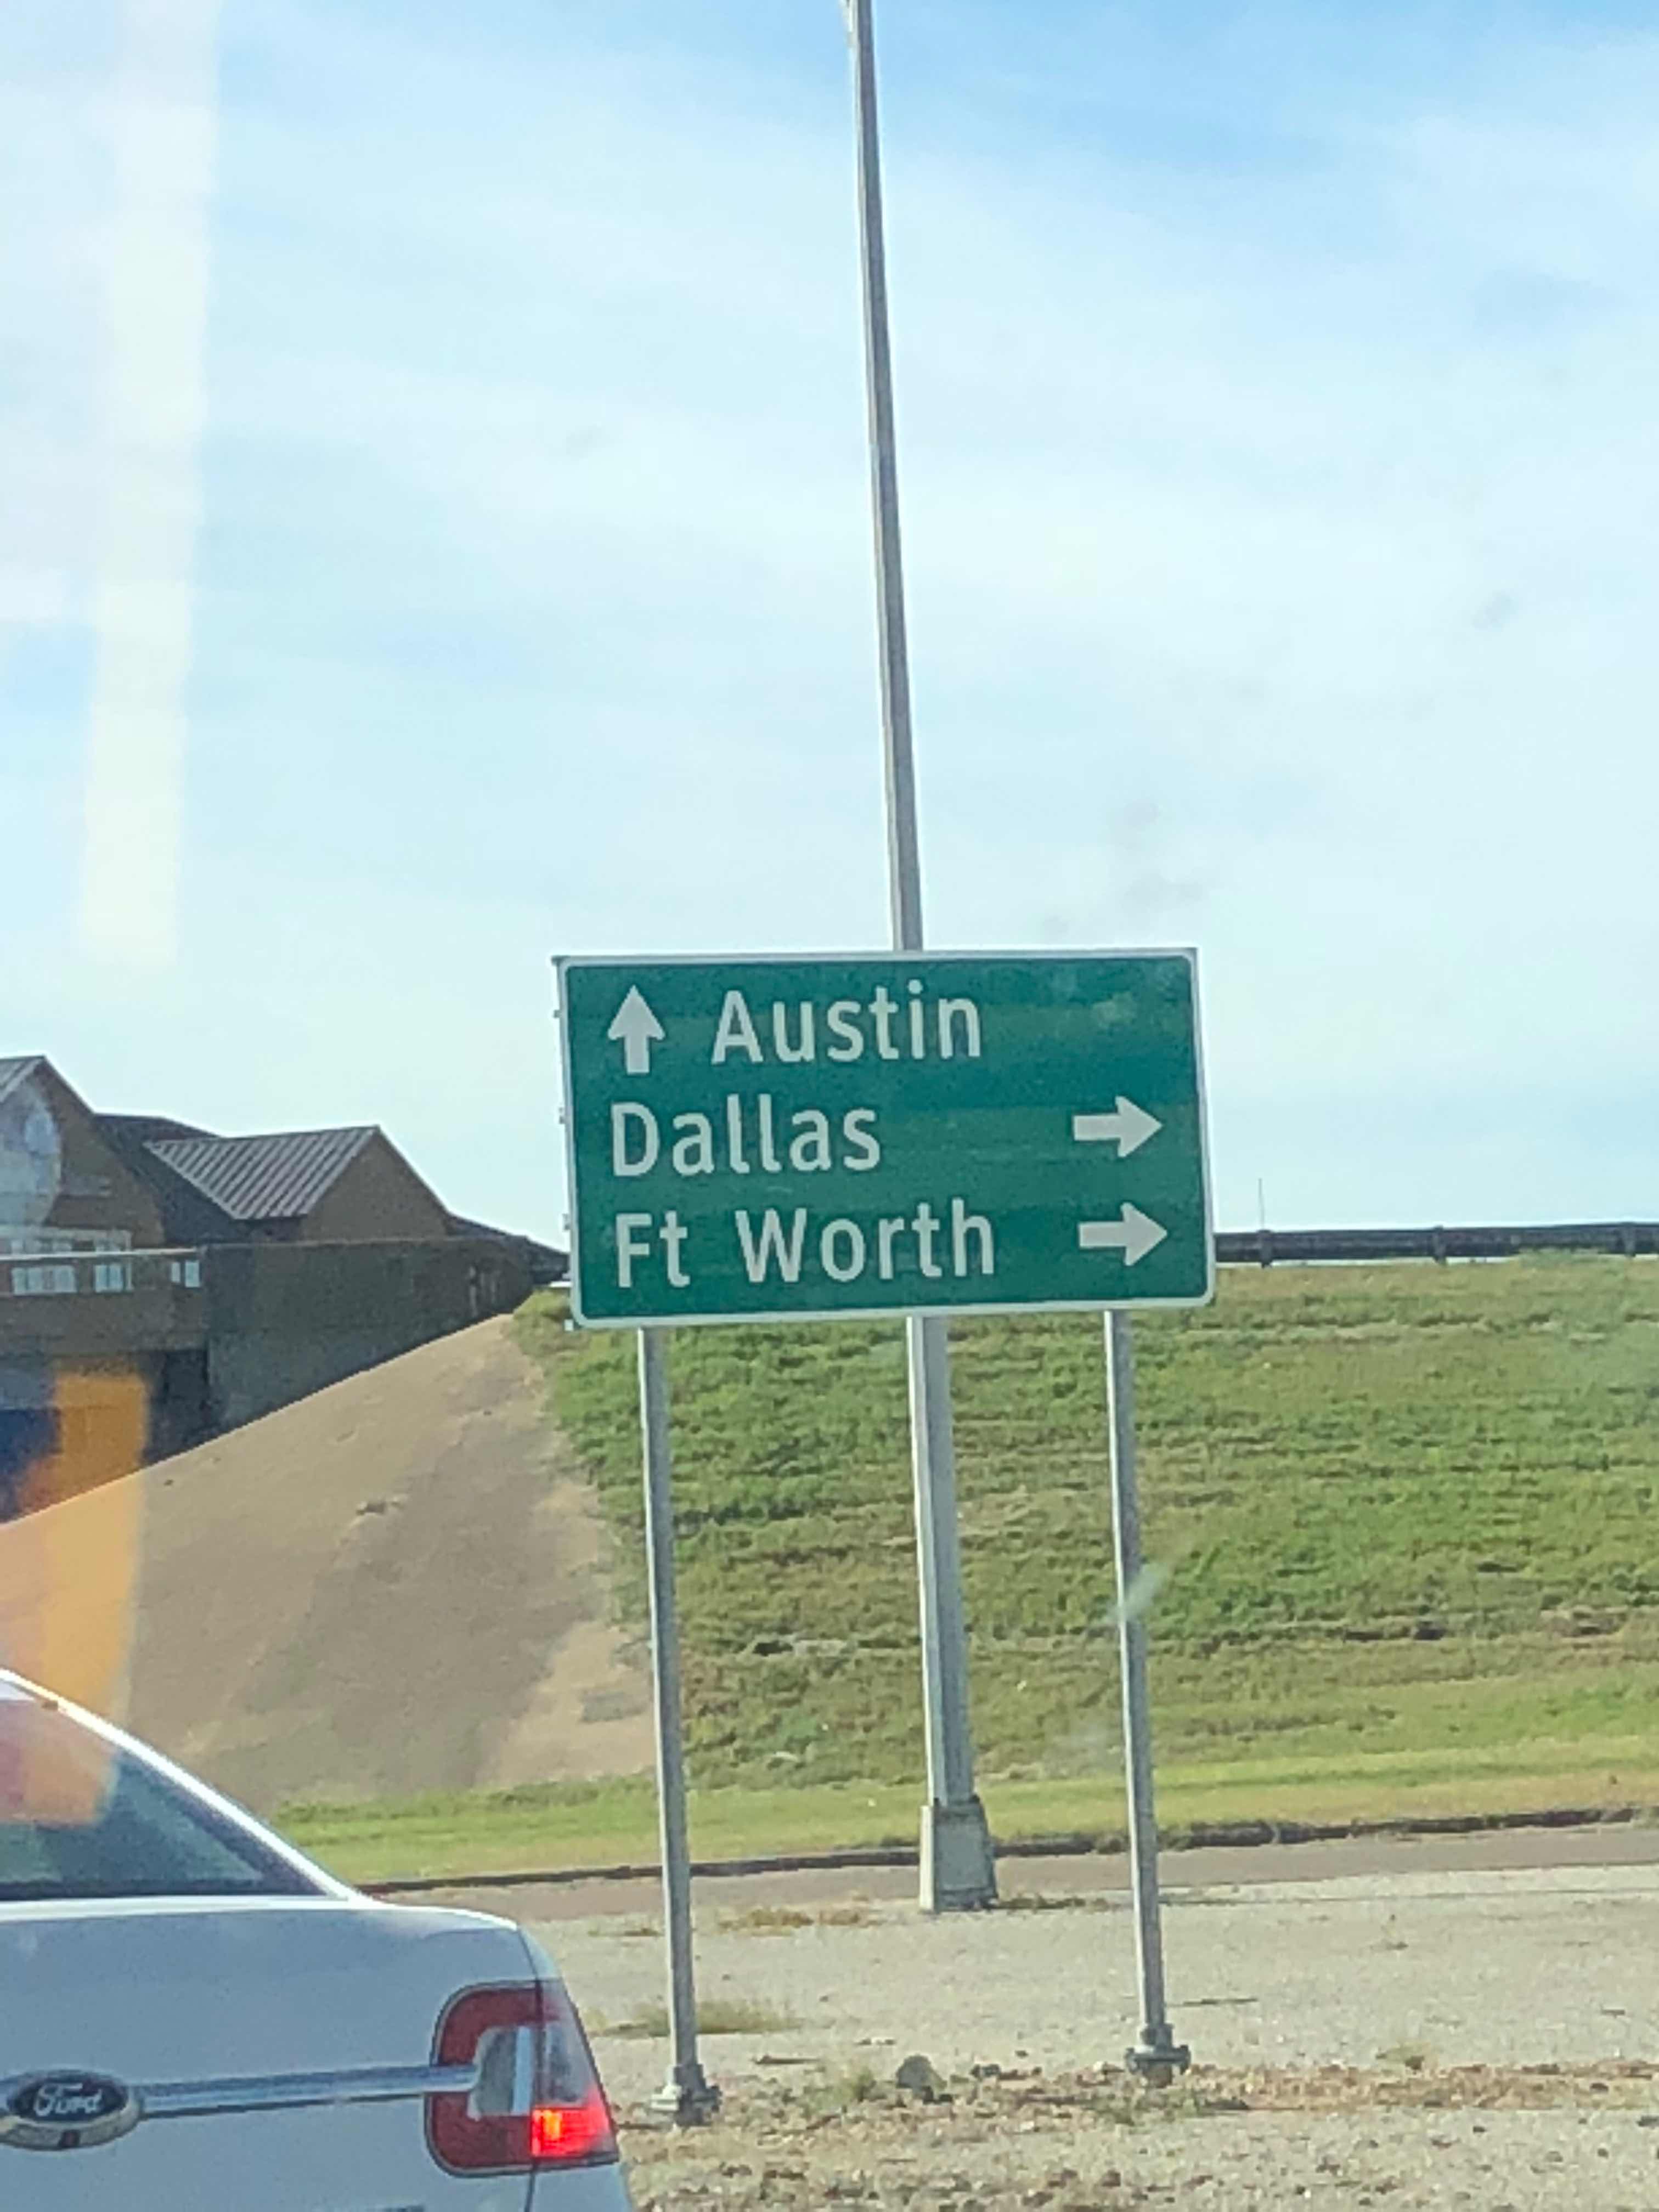 Austin
Dallas
Ft Worth
Ford